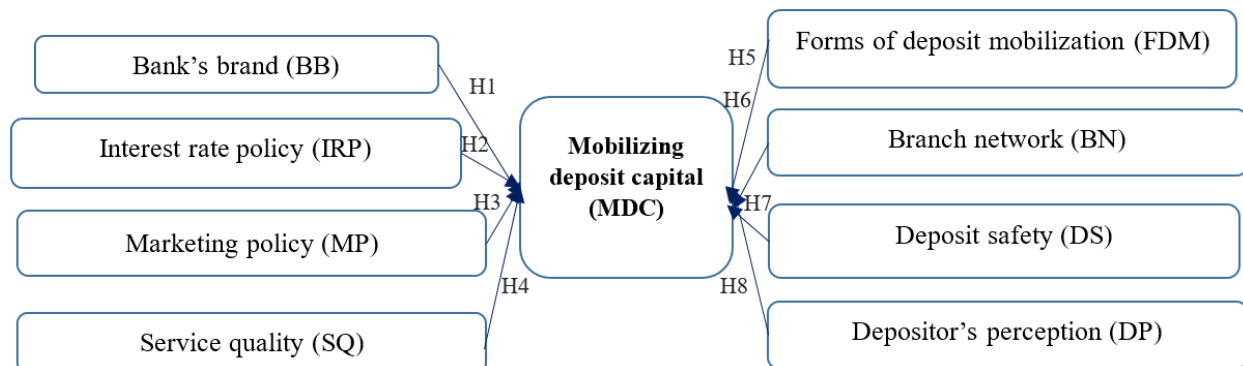 Bank's brand (BB)
H1
Interest rate policy (IRP)
H2
Marketing policy (MP)
H3
Service quality (SQ)
H4
Mobilizing
deposit capital
(MDC)
Forms of deposit mobilization (FDM)
H5
Branch network (BN)
H6
Deposit safety (DS)
H7
Depositor's perception (DP)
H8